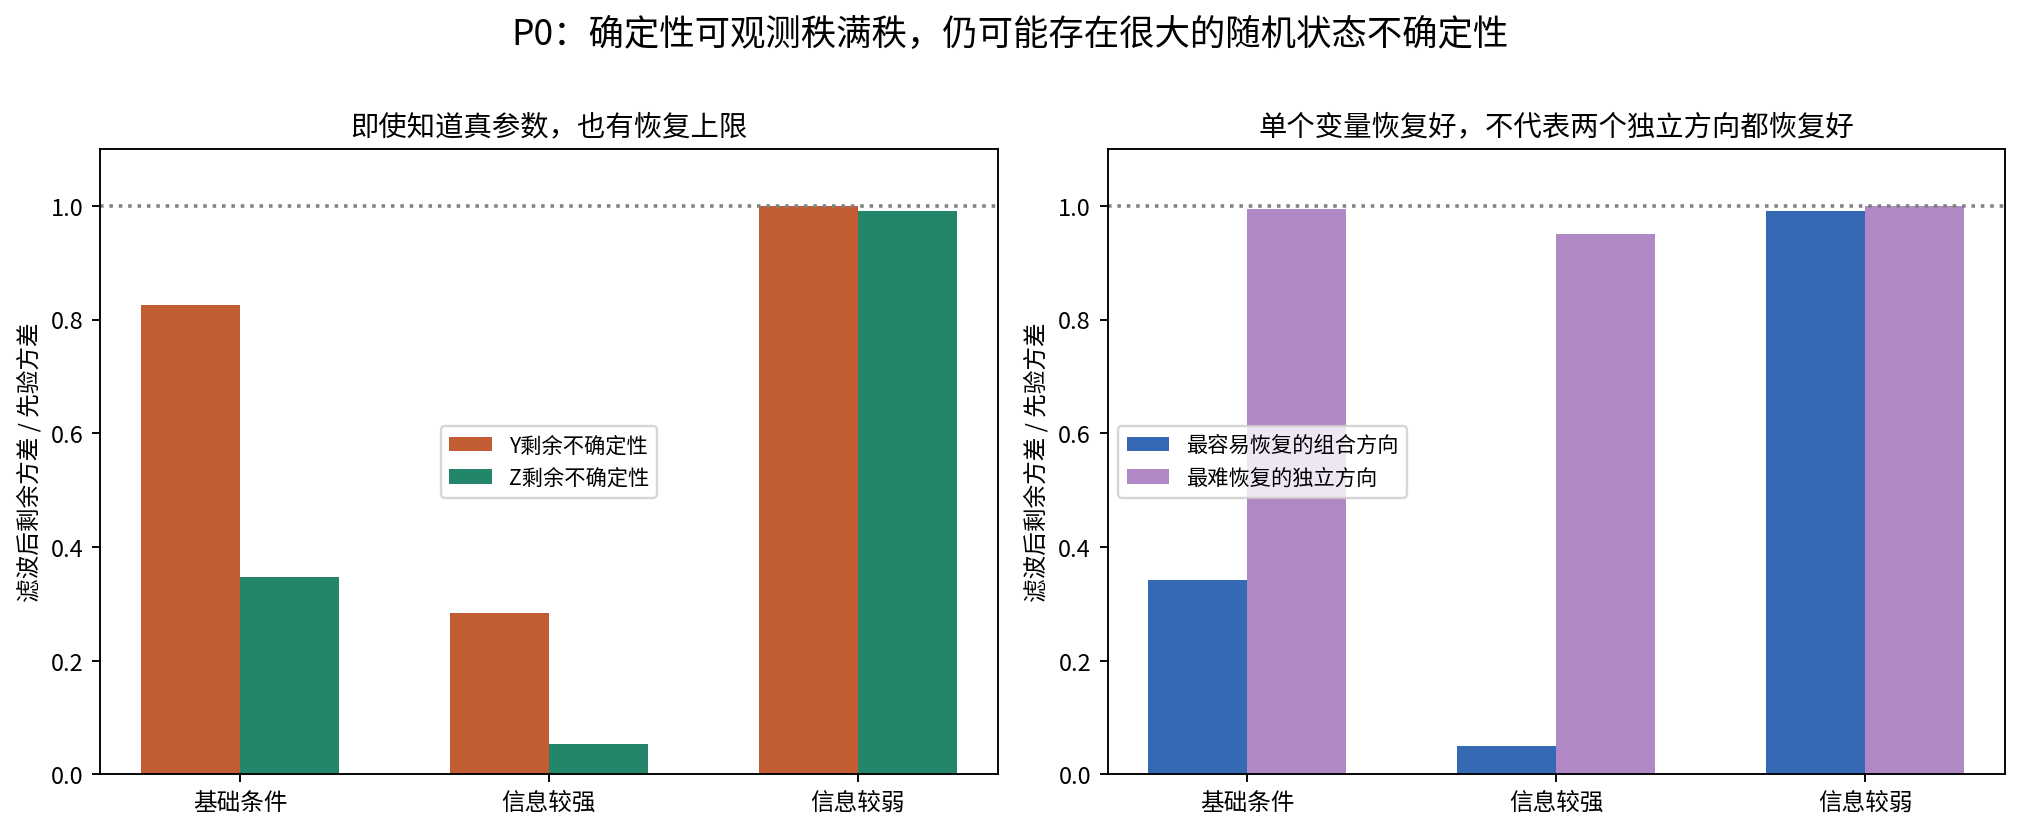 P0：确定性可观测秩满秩，仍可能存在很大的随机状态不确定性
即使知道真参数，也有恢复上限
滤波后剩余方差 / 先验方差
1.0
0.8
0.6
0.4
0.2
0.0
Y剩余不确定性
Z剩余不确定性
基础条件
信息较强
信息较弱
单个变量恢复好，不代表两个独立方向都恢复好
滤波后剩余方差 / 先验方差
1.0
0.8
0.6
0.4
0.2
0.0
最容易恢复的组合方向
最难恢复的独立方向
基础条件
信息较强
信息较弱